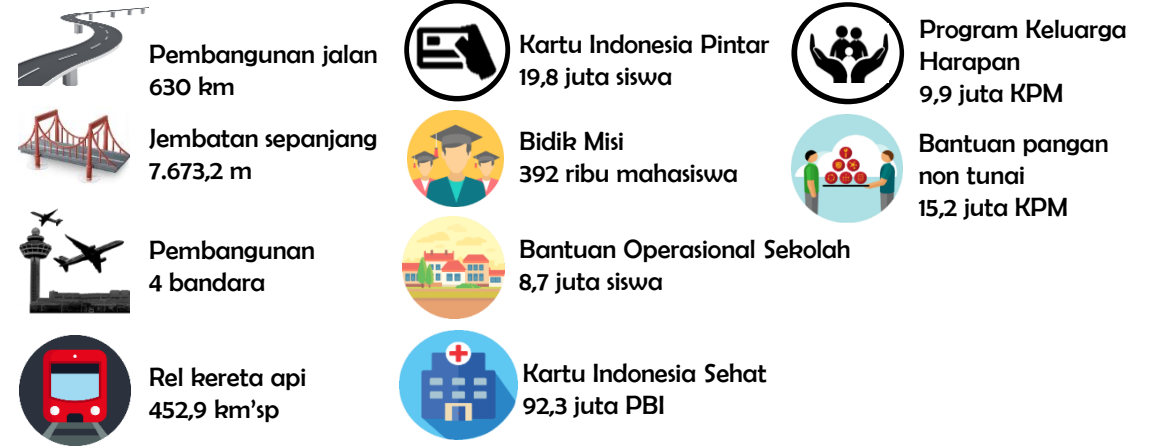 Pembangunan jalan
630 km
Jembatan sepanjang
7.673,2 m
Pembangunan
4 bandara
Rel kereta api
452,9 km'sp
Kartu Indonesia Pintar
19,8 juta siswa
Bidik Misi
392 ribu mahasiswa
Bantuan Operasional Sekolah
8,7 juta siswa
Kartu Indonesia Sehat
92,3 juta PBI
Program Keluarga
Harapan
9,9 juta KPM
Bantuan pangan
non tunai
15,2 juta KPM